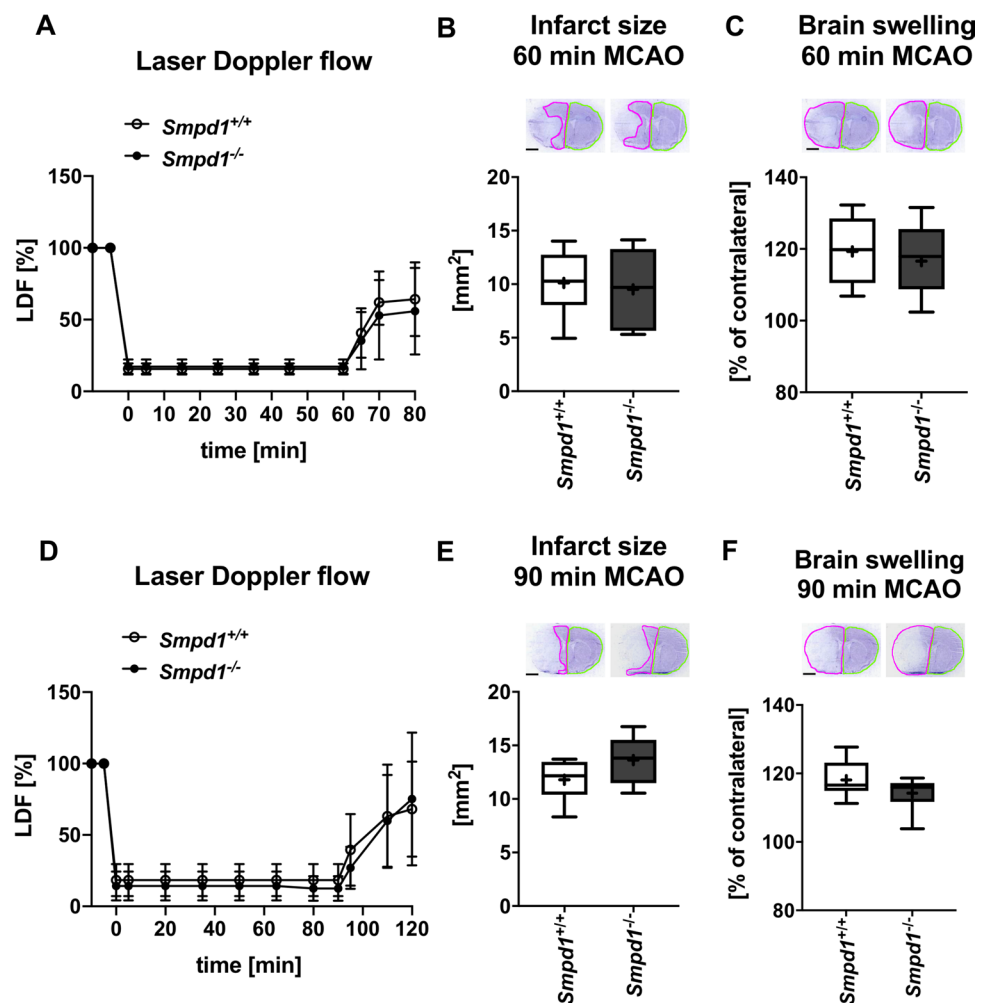 A
Laser Doppler flow
Smpd1+/+
Smpd1-/-
LDF [%]
150
100
50
0
0 10 20 30 40 50 60 70 80
time [min]
B
Infarct size
60 min MCAO
[mm2]
20
15
10
5
0
Smpd1+/+
Smpd1-/-
C
Brain swelling
60 min MCAO
[% of contralateral]
140
120
100
80
Smpd1+/+
Smpd1-/-
D
Laser Doppler flow
Smpd1+/+
Smpd1-/-
LDF [%]
150
100
50
0
0 20 40 60 80 100 120
time [min]
E
Infarct size
90 min MCAO
[mm2]
20
15
10
5
0
Smpd1+/+
Smpd1-/-
F
Brain swelling
90 min MCAO
[% of contralateral]
140
120
100
80
Smpd1+/+
Smpd1-/-